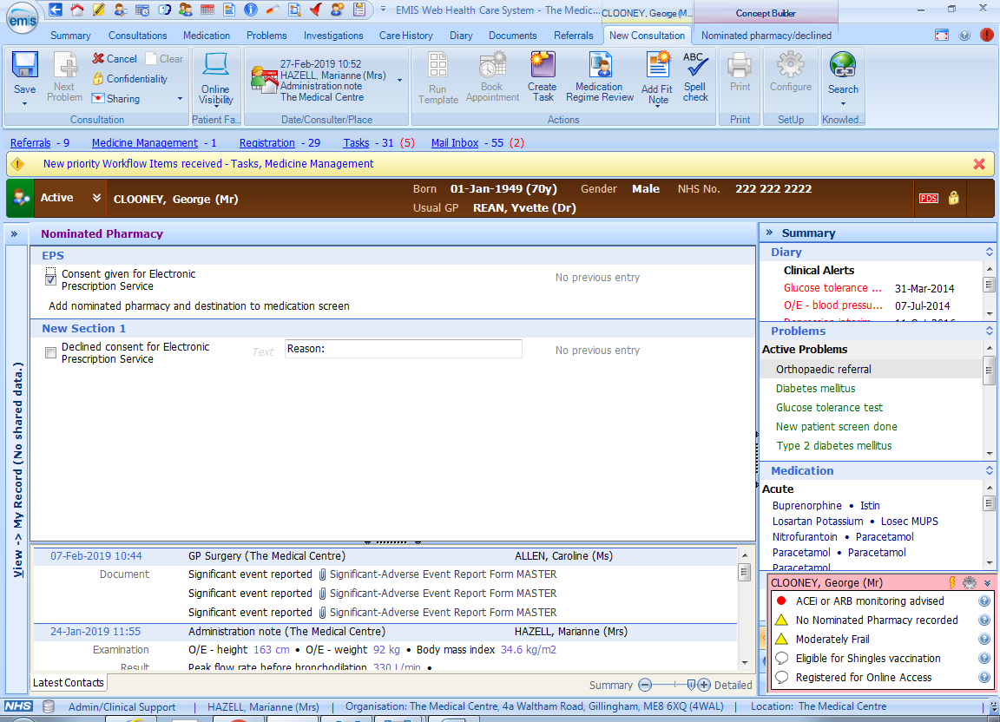 EMIS Web Health Care System - The Medic...
CLOONEY, George (M...
Concept Builder
emis
Summary Consultations Medication Problems Investigations Care History Diary Documents Referrals New Consultation Nominated pharmacy/declined
Save
Next Problem
Cancel Clear
Confidentiality
Sharing
Consultation
Online Visibility
Patient Fa...
27-Feb-2019 10:52
HAZELL, Marianne (Mrs)
Administration note
The Medical Centre
Date/Consulter/Place
Run Template
Book Appointment
Create Task
Medication Regime Review
Add Fit Note
ABC
Spell check
Actions
Print
Print
Configure
SetUp
Search
Knowled...
Referrals - 9 Medicine Management - 1 Registration - 29 Tasks - 31 (5) Mail Inbox - 55 (2)
New priority Workflow Items received - Tasks, Medicine Management
Active
CLOONEY, George (Mr)
Born 01-Jan-1949 (70y) Gender Male NHS No. 222 222 2222
Usual GP REAN, Yvette (Dr)
PDS
View -> My Record (No shared data.)
Nominated Pharmacy
EPS
Consent given for Electronic
Prescription Service
No previous entry
Add nominated pharmacy and destination to medication screen
New Section 1
Declined consent for Electronic
Prescription Service
Text
Reason:
No previous entry
07-Feb-2019 10:44 GP Surgery (The Medical Centre) ALLEN, Caroline (Ms)
Document Significant event reported Significant-Adverse Event Report Form MASTER
Significant event reported Significant-Adverse Event Report Form MASTER
Significant event reported Significant-Adverse Event Report Form MASTER
24-Jan-2019 11:55 Administration note (The Medical Centre) HAZELL, Marianne (Mrs)
Examination O/E - height 163 cm • O/E - weight 92 kg • Body mass index 34.6 kg/m2
Result Peak flow rate before bronchodilation 330 L/min •
Latest Contacts
Summary Detailed
Summary
Diary
Clinical Alerts
Glucose tolerance ... 31-Mar-2014
O/E - blood pressu... 07-Jul-2014
Depression interim 11-Oct-2016
Problems
Active Problems
Orthopaedic referral
Diabetes mellitus
Glucose tolerance test
New patient screen done
Type 2 diabetes mellitus
Medication
Acute
Buprenorphine • Istin
Losartan Potassium • Losec MUPS
Nitrofurantoin • Paracetamol
Paracetamol • Paracetamol
Paracetamol
CLOONEY, George (Mr)
ACEi or ARB monitoring advised
No Nominated Pharmacy recorded
Moderately Frail
Eligible for Shingles vaccination
Registered for Online Access
NHS Admin/Clinical Support | HAZELL, Marianne (Mrs) | Organisation: The Medical Centre, 4a Waltham Road, Gillingham, ME8 6XQ (4WAL) | Location: The Medical Centre